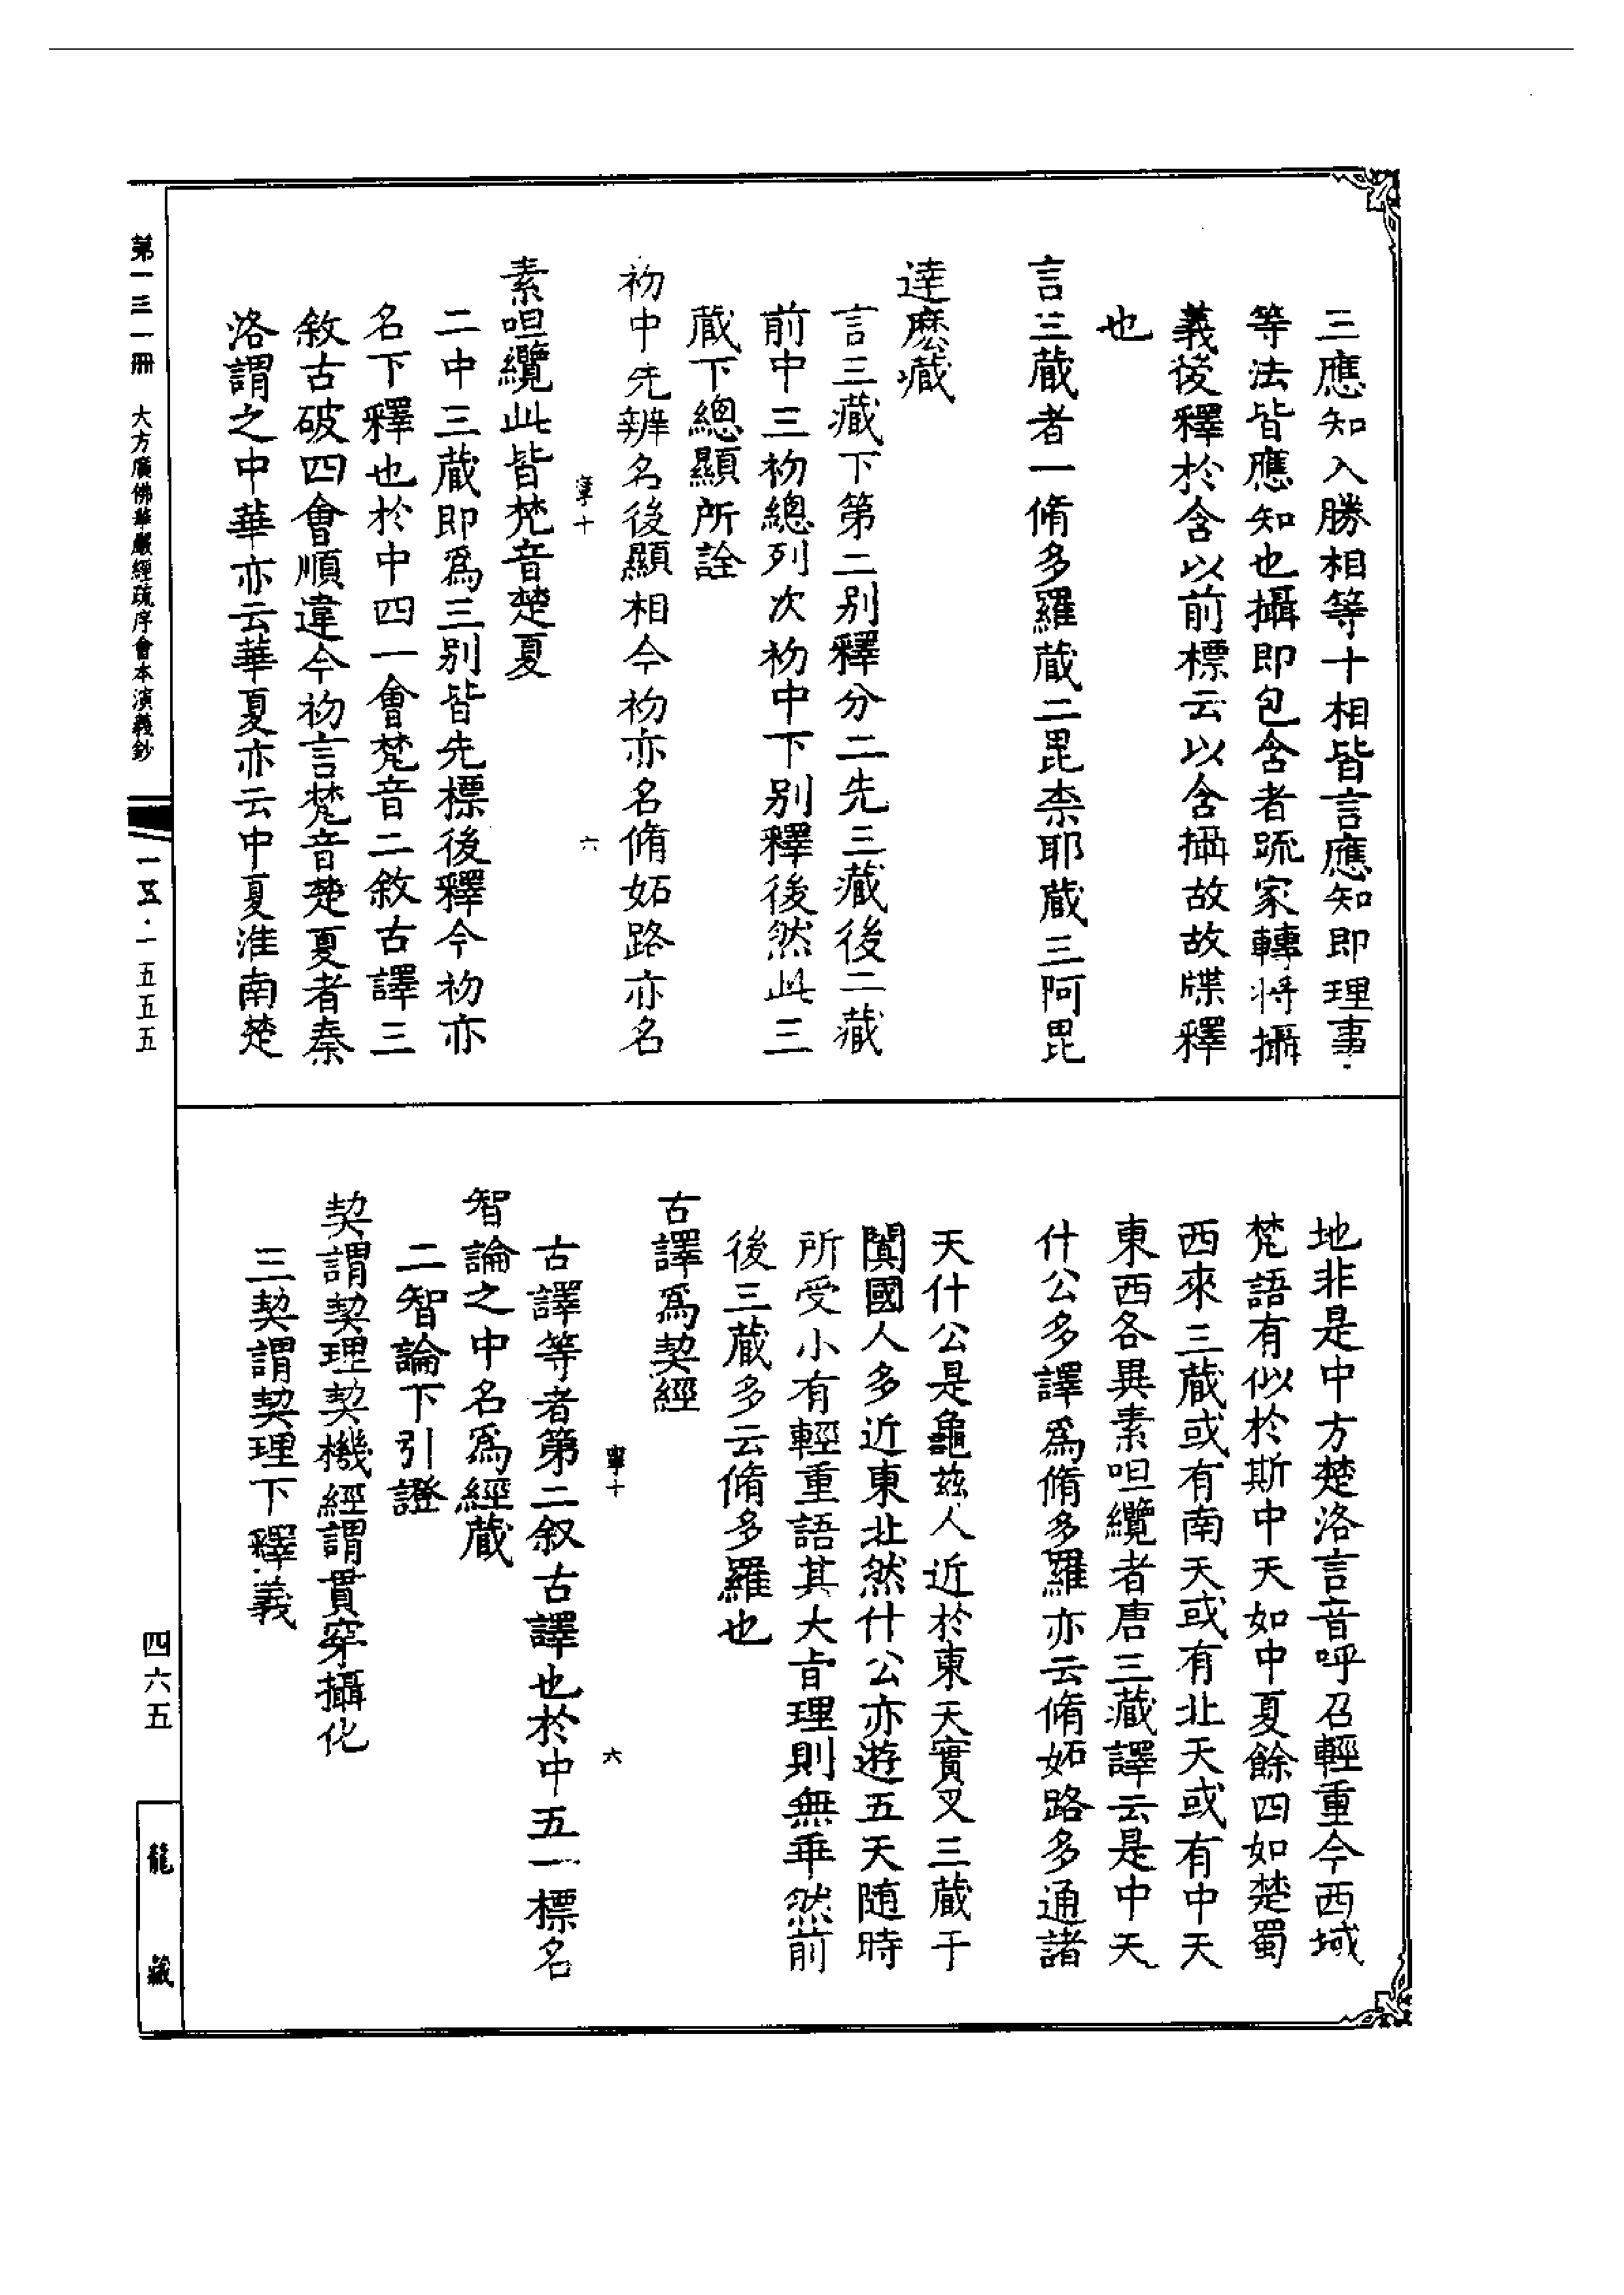 三應知入勝相等十相皆言應知即理事
等法皆應知也攝即包含者䟽家轉將攝
義後釋於含以前標云以含攝故故牒釋
也
言三藏者一脩多羅藏二毘柰耶藏三阿毘
達麽藏
言三藏下第二別釋分二先三藏後二藏
前中三初總列次初中下別釋後然此三
藏下總顯所詮
初中先辨名後顯相今初亦名脩妬路亦名
六
素呾纜此皆梵音楚夏
二中三藏即爲三別皆先標後釋今初亦
名下釋也於中四一會梵音二敘古譯三
敘古破四會順違今初言梵音楚夏者秦
洛謂之中華亦云華夏亦云中夏淮南楚
地非是中方楚洛言音呼召輕重今西域
梵語有似於斯中天如中夏餘四如楚蜀
西來三藏或有南天或有北天或有中天
東西各異素呾纜者唐三藏譯云是中天
什公多譯爲脩多羅亦云脩妬路多通諸
天什公是龜茲人近於東天實叉三藏于
闐國人多近東北然什公亦遊五天隨時
所受小有輕重語其大旨理則無乖然前
後三藏多云脩多羅也
古譯爲契經
六
古譯等者第二叙古譯也於中五一標名
智論之中名爲經藏
二智論下引證
契謂契理契機經謂貫穿攝化
三契謂契理下釋義
第一三一冊 大方廣佛華嚴經疏序會本演義鈔
一五·一五五五
四六五
龍藏